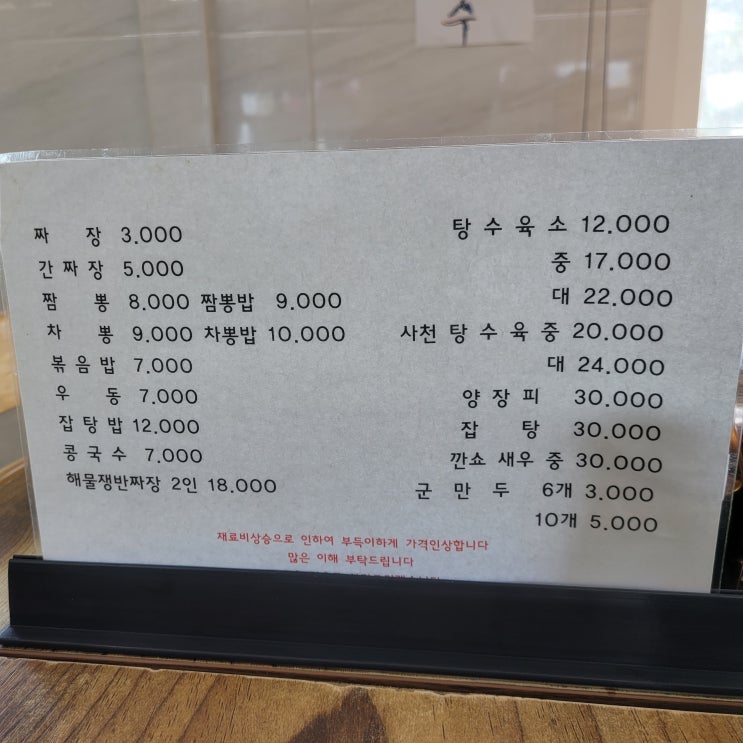 수
짜 장 3.000
간 짜 장 5.000
짬 뽕 8.000 짬뽕밥 9.000
차 뽕 9.000 차뽕밥 10.000
볶 음 밥 7.000
우 동 7.000
잡 탕 밥 12.000
콩 국 수 7.000
해물쟁반짜장 2인 18.000
탕 수 육 소 12.000
중 17.000
대 22.000
사천 탕 수 육 중 20.000
대 24.000
양 장 피 30.000
잡 탕 30.000
깐쇼 새우 중 30.000
군 만 두 6개 3.000
10개 5.000
재료비상승으로 인하여 부득이하게 가격인상합니다
많은 이해 부탁드립니다